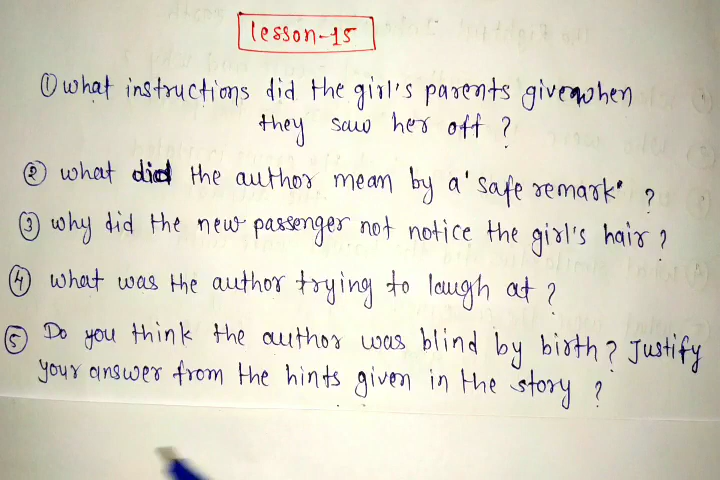 lesson-15
① what instructions did the girl's parents give when
they saw her off ?
② what did the author mean by a 'safe remark' ?
③ why did the new passenger not notice the girl's hair ?
④ what was the author trying to laugh at ?
⑤ Do you think the author was blind by birth ? Justify
your answer from the hints given in the story ?